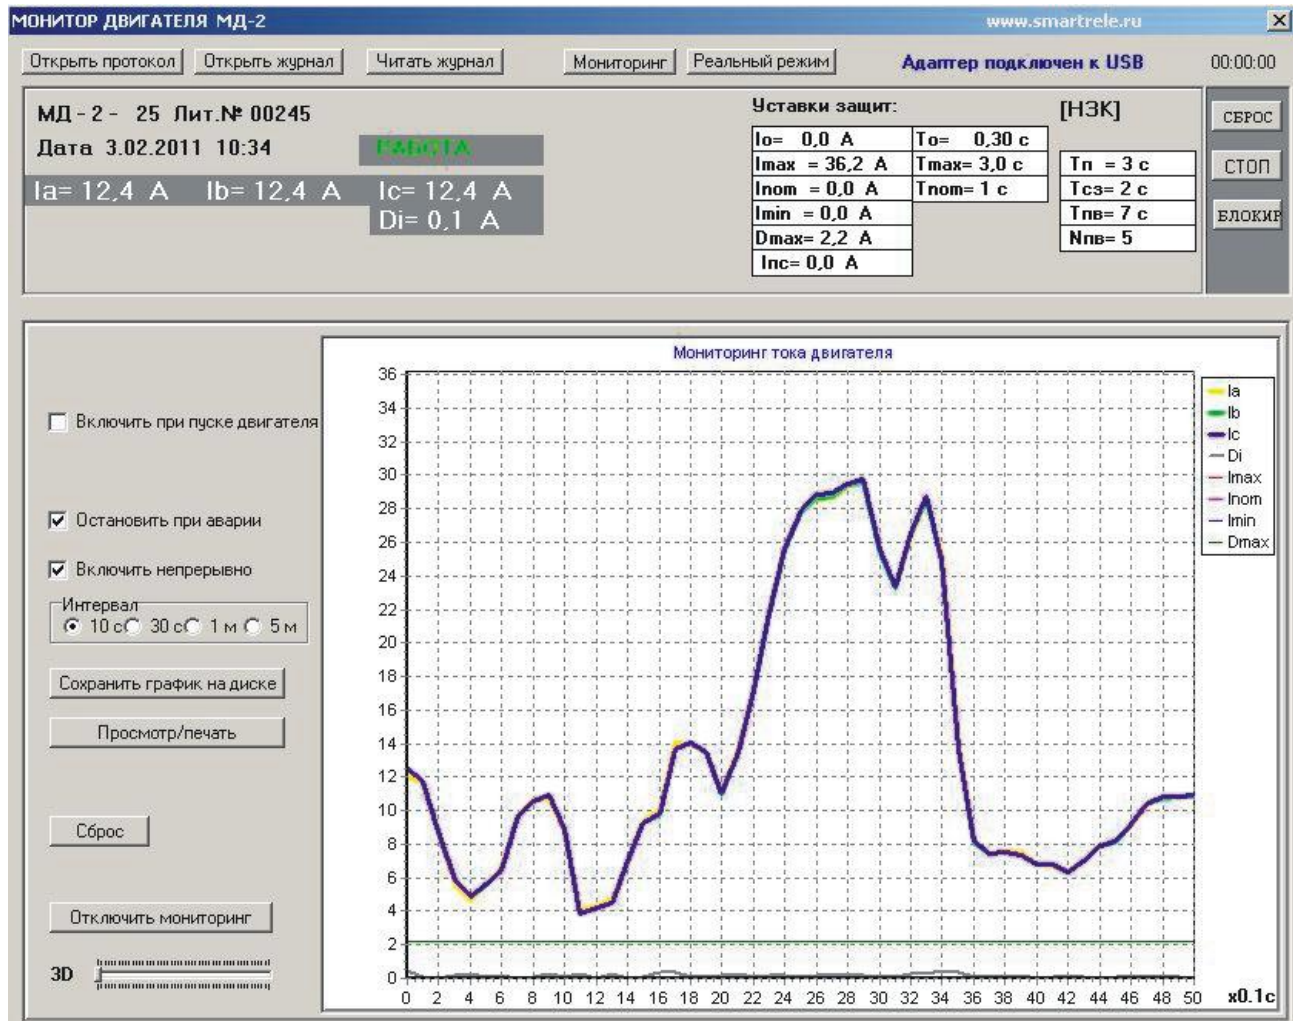 МОНИТОР ДВИГАТЕЛЯ МД-2 www.smartrele.ru
Открыть протокол Открыть журнал Читать журнал Мониторинг Реальный режим Адаптер подключен к USB 00:00:00
МД - 2 - 25 Лит.№ 00245
Дата 3.02.2011 10:34 РАБОТА
Ia= 12,4 А Ib= 12,4 А Ic= 12,4 А
Di= 0,1 А
Уставки защит: [НЗК]
Io= 0,0 А To= 0,30 с
Imax = 36,2 А Tmax= 3,0 с Тп = 3 с
Inom = 0,0 А Tnom= 1 с Тсз= 2 с
Imin = 0,0 А Тпв= 7 с
Dmax= 2,2 А Nпв= 5
Iпс= 0,0 А
СБРОС
СТОП
БЛОКИР
Включить при пуске двигателя
Остановить при аварии
Включить непрерывно
Интервал
10 с 30 с 1 м 5 м
Сохранить график на диске
Просмотр/печать
Сброс
Отключить мониторинг
3D
Мониторинг тока двигателя
36
34
32
30
28
26
24
22
20
18
16
14
12
10
8
6
4
2
0
0 2 4 6 8 10 12 14 16 18 20 22 24 26 28 30 32 34 36 38 40 42 44 46 48 50 x0.1с
Ia
Ib
Ic
Di
Imax
Inom
Imin
Dmax